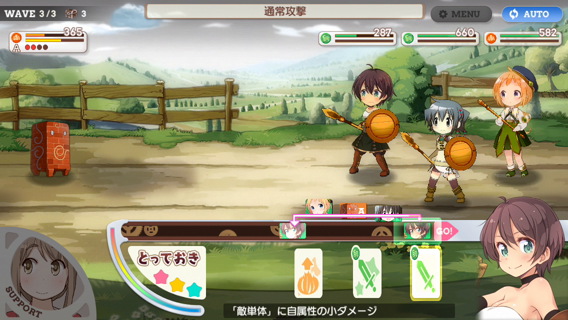 WAVE 3/3 3
通常攻撃
MENU
AUTO
365
A
287
660
582
GO!
とっておき
SUPPORT
「敵単体」に自属性の小ダメージ